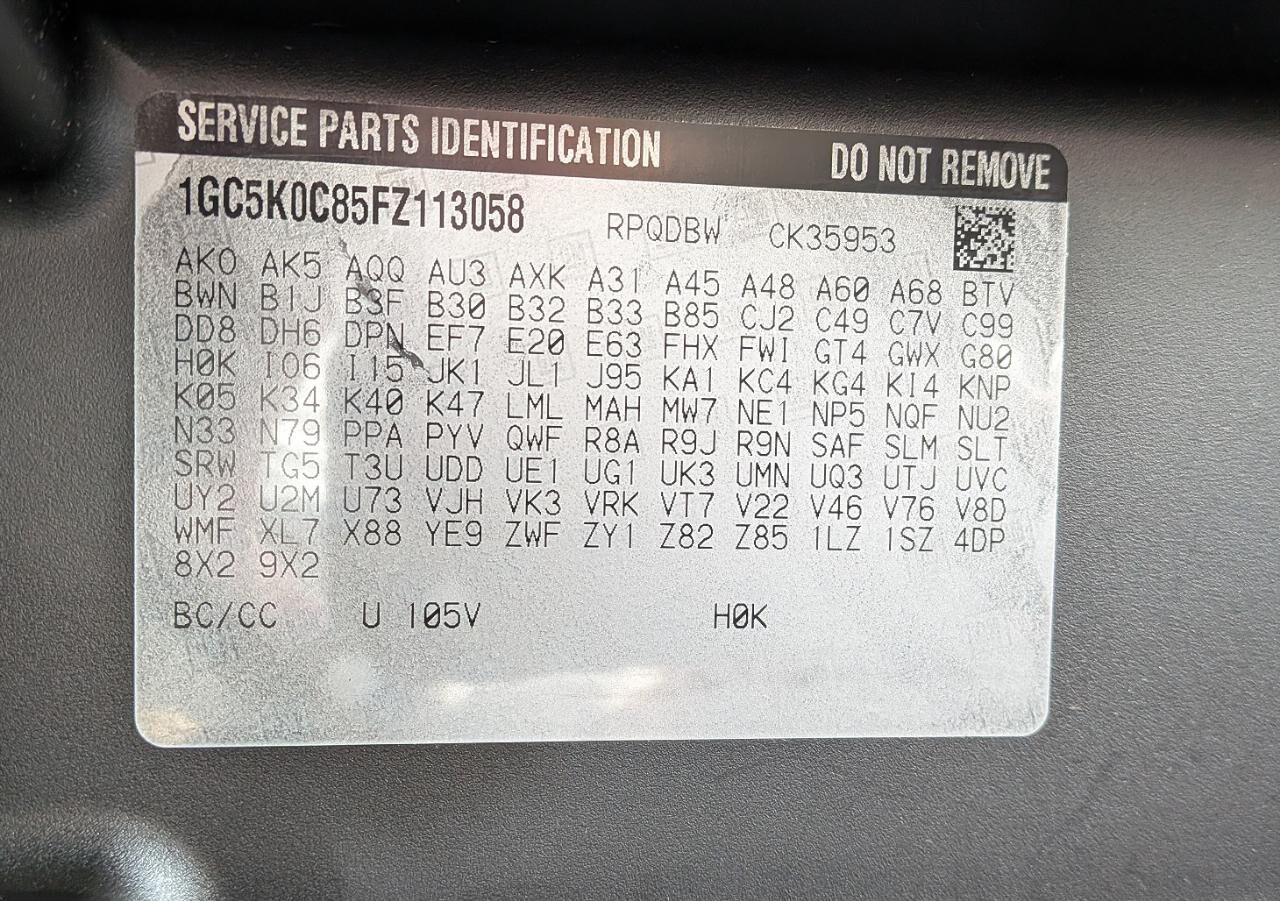 SERVICE PARTS IDENTIFICATION DO NOT REMOVE
1GC5K0C85FZ113058 RPQDBW CK35953
AKO AK5 AQQ AU3 AXK A31 A45 A48 A60 A68 BTV
BWN B1J B3F B30 B32 B33 B85 CJ2 C49 C7V C99
DD8 DH6 DPN EF7 E20 E63 FHX FWI GT4 GWX G80
H0K I06 I15 JK1 JL1 J95 KA1 KC4 KG4 KI4 KNP
K05 K34 K40 K47 LML MAH MW7 NE1 NP5 NQF NU2
N33 N79 PPA PYV QWF R8A R9J R9N SAF SLM SLT
SRW TG5 T3U UDD UE1 UG1 UK3 UMN UQ3 UTJ UVC
UY2 U2M U73 VJH VK3 VRK VT7 V22 V46 V76 V8D
WMF XL7 X88 YE9 ZWF ZY1 Z82 Z85 1LZ 1SZ 4DP
8X2 9X2
BC/CC U 105V H0K